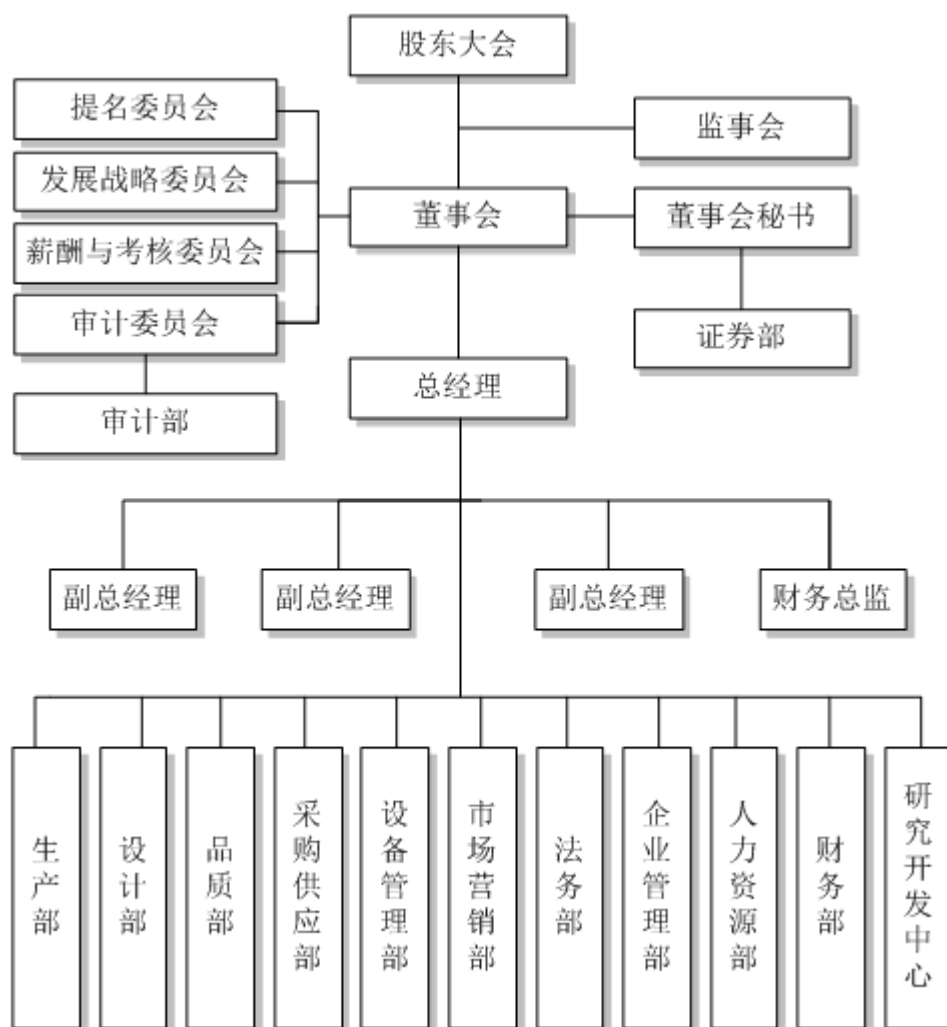 股东大会
提名委员会
监事会
发展战略委员会
董事会
董事会秘书
薪酬与考核委员会
审计委员会
证券部
总经理
审计部
副总经理
副总经理
副总经理
财务总监
生产部
设计部
品质部
采购供应部
设备管理部
市场营销部
法务部
企业管理部
人力资源部
财务部
研究开发中心